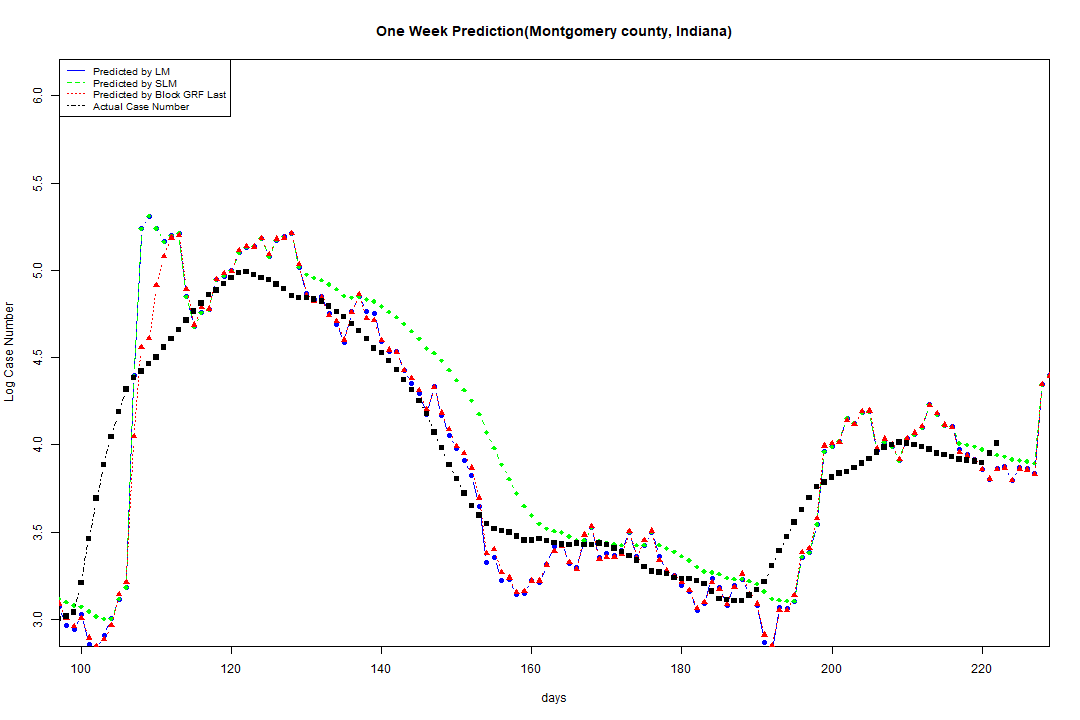 One Week Prediction(Montgomery county, Indiana)
Predicted by LM
Predicted by SLM
Predicted by Block GRF Last
Actual Case Number
Log Case Number
6.0
5.5
5.0
4.5
4.0
3.5
3.0
100 120 140 160 180 200 220
days